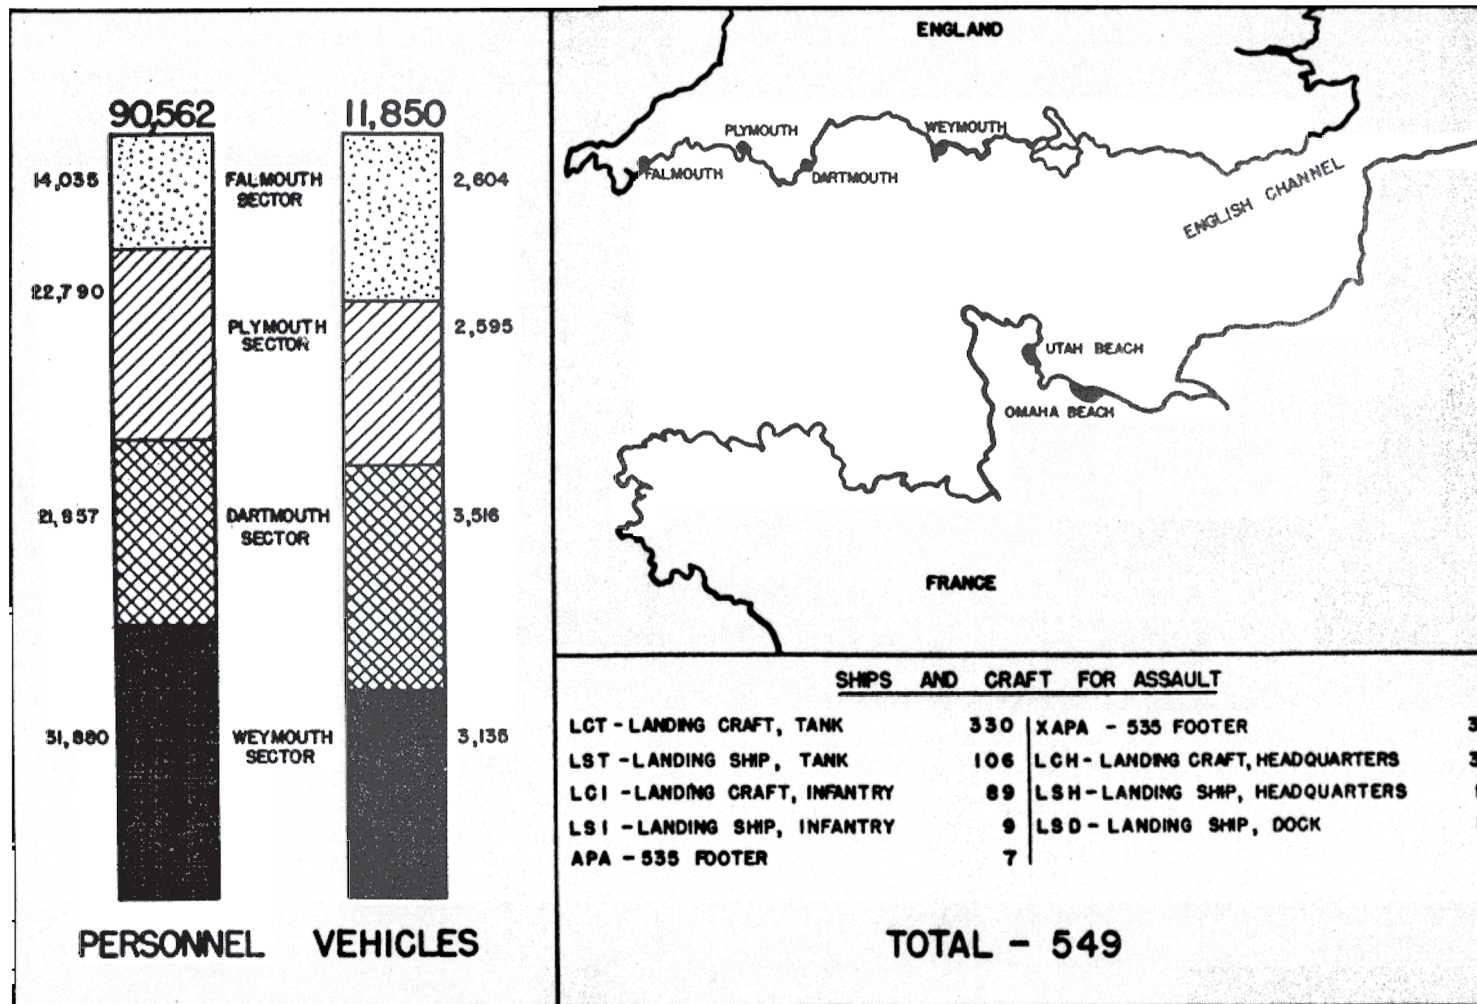 90,562
11,850
14,035
FALMOUTH
SECTOR
2,604
22,790
PLYMOUTH
SECTOR
2,595
21,857
DARTMOUTH
SECTOR
3,516
31,880
WEYMOUTH
SECTOR
3,135
PERSONNEL
VEHICLES
ENGLAND
PLYMOUTH
WEYMOUTH
FALMOUTH
DARTMOUTH
ENGLISH CHANNEL
UTAH BEACH
OMAHA BEACH
FRANCE
SHIPS AND CRAFT FOR ASSAULT
LCT - LANDING CRAFT, TANK 330
LST - LANDING SHIP, TANK 106
LCI - LANDING CRAFT, INFANTRY 89
LSI - LANDING SHIP, INFANTRY 9
APA - 535 FOOTER 7
XAPA - 535 FOOTER 3
LCH - LANDING CRAFT, HEADQUARTERS 3
LSH - LANDING SHIP, HEADQUARTERS
LSD - LANDING SHIP, DOCK
TOTAL - 549